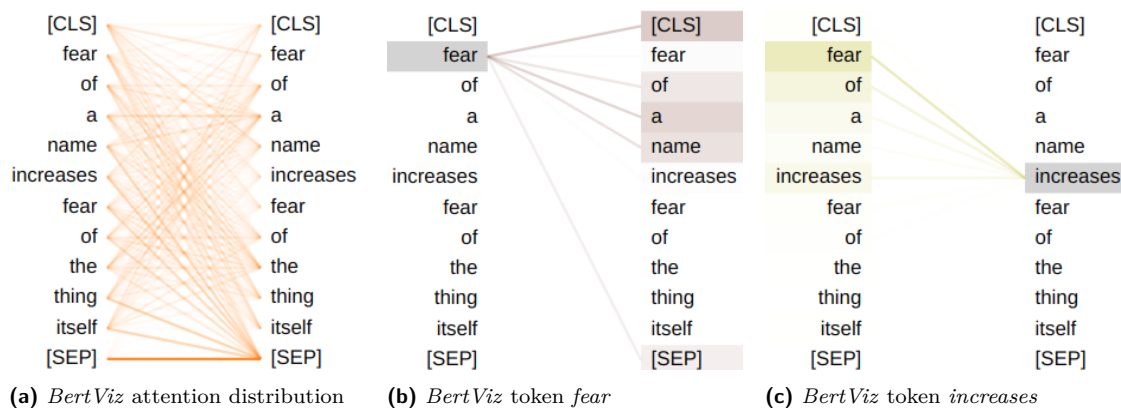 [CLS] [CLS] [CLS] [CLS] [CLS] [CLS]
fear fear fear fear fear fear
of of of of of of
a a a a a a
name name name name name name
increases increases increases increases increases increases
fear fear fear fear fear fear
of of of of of of
the the the the the the
thing thing thing thing thing thing
itself itself itself itself itself itself
[SEP] [SEP] [SEP] [SEP] [SEP] [SEP]
(a) BertViz attention distribution (b) BertViz token fear (c) BertViz token increases